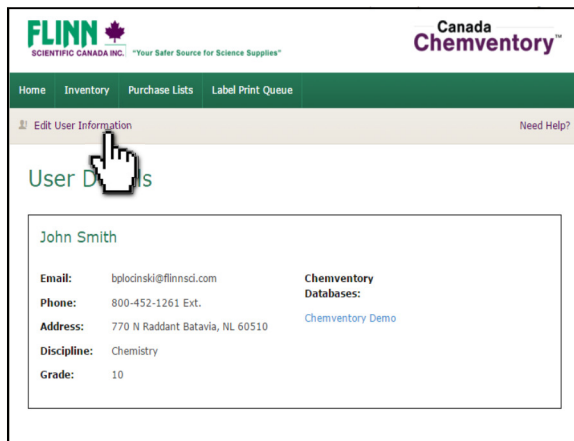 FLINN
SCIENTIFIC CANADA INC. "Your Safer Source for Science Supplies"
Canada
Chemventory™
Home Inventory Purchase Lists Label Print Queue
Edit User Information Need Help?
User D ls
John Smith
Email: bplocinski@flinnsci.com
Phone: 800-452-1261 Ext.
Address: 770 N Raddant Batavia, NL 60510
Discipline: Chemistry
Grade: 10
Chemventory
Databases:
Chemventory Demo